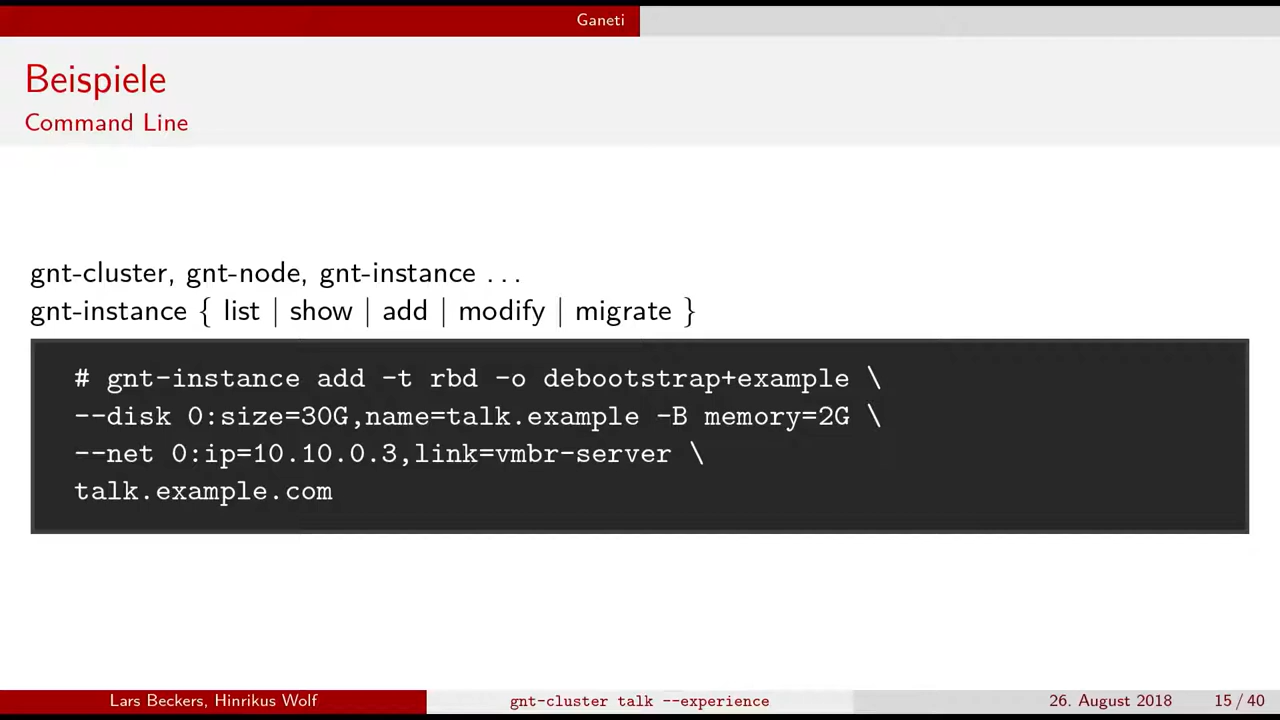 Ganeti
Beispiele
Command Line
gnt-cluster, gnt-node, gnt-instance . . .
gnt-instance { list | show | add | modify | migrate }
# gnt-instance add -t rbd -o debootstrap+example \
--disk 0:size=30G,name=talk.example -B memory=2G \
--net 0:ip=10.10.0.3,link=vmbr-server \
talk.example.com
Lars Beckers, Hinrikus Wolf
gnt-cluster talk --experience
26. August 2018
15 / 40